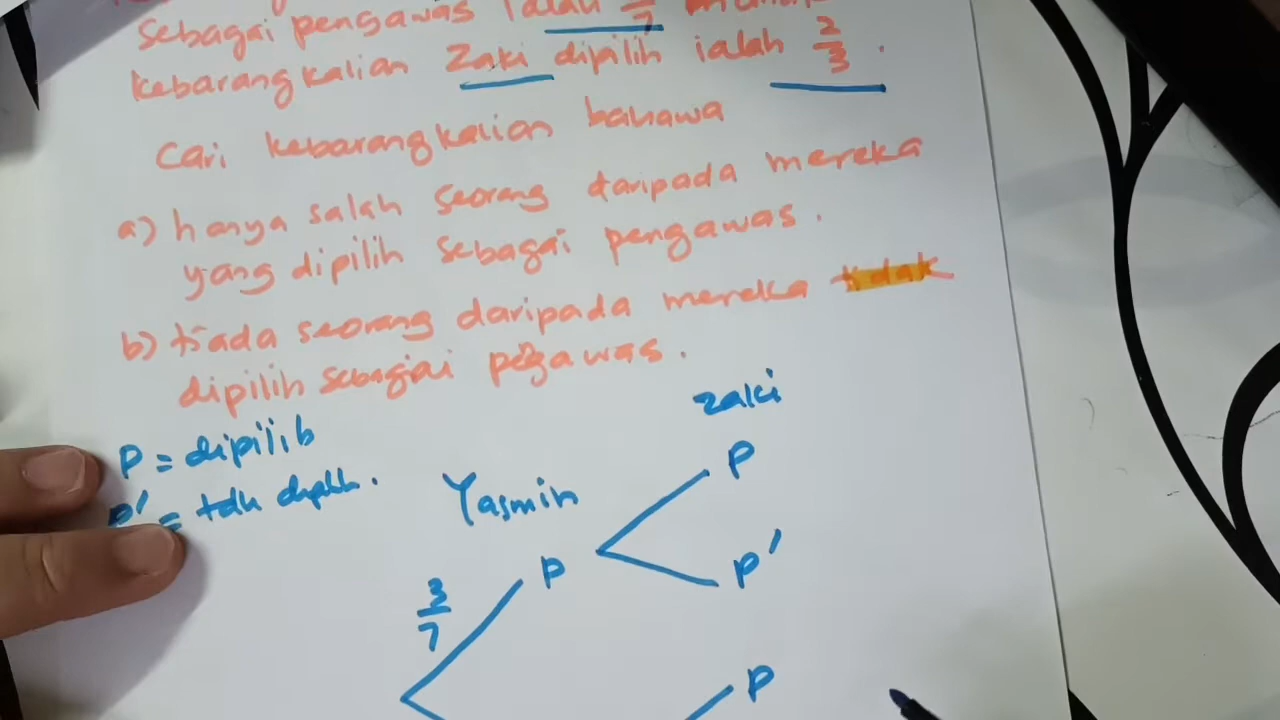 Sebagai pengawas ialah
kebarangkalian Zaki dipilih ialah 2/3.
Cari kebarangkalian bahawa
a) hanya salah seorang daripada mereka
yang dipilih sebagai pengawas.
b) tiada seorang daripada mereka tidak
dipilih sebagai pegawas.
Zaki
P = dipilih
P' = tdk dipilih.
Yasmin
P
P'
P
3/7
P